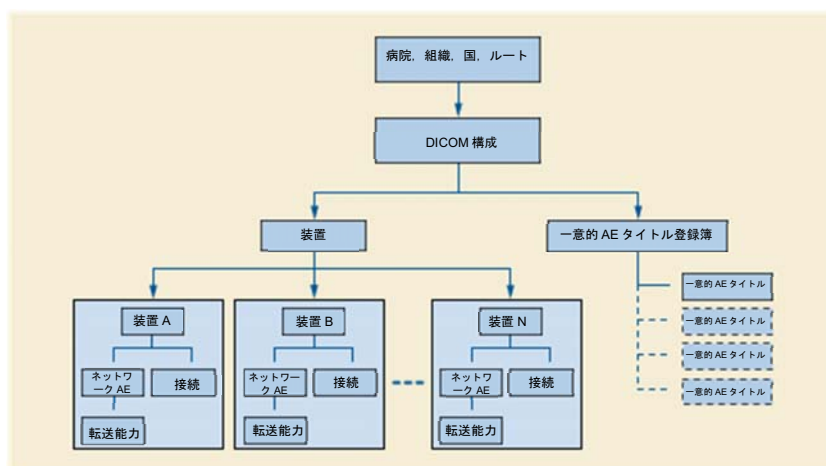 病院，組織，国，ルート
DICOM 構成
装置
一意的 AE タイトル登録簿
一意的 AE タイトル
一意的 AE タイトル
一意的 AE タイトル
一意的 AE タイトル
装置 A
ネットワ
ーク AE
接続
転送能力
装置 B
ネットワー
ク AE
接続
転送能力
装置 N
ネットワ
ーク AE
接続
転送能力